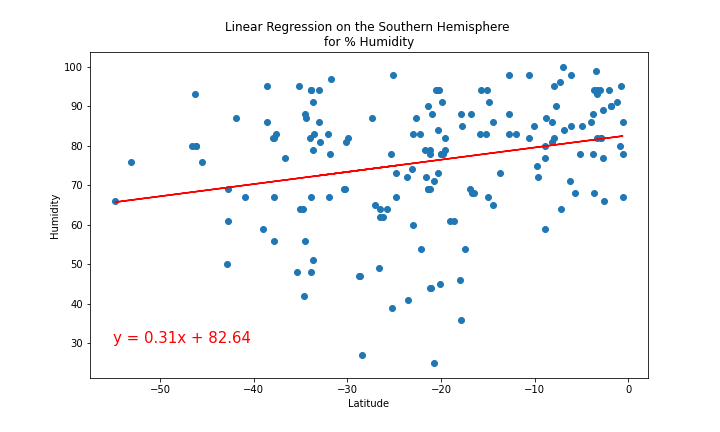 Linear Regression on the Southern Hemisphere
for % Humidity
100
90
80
70
60
50
40
30
Humidity
y = 0.31x + 82.64
−50
−40
−30
−20
−10
0
Latitude